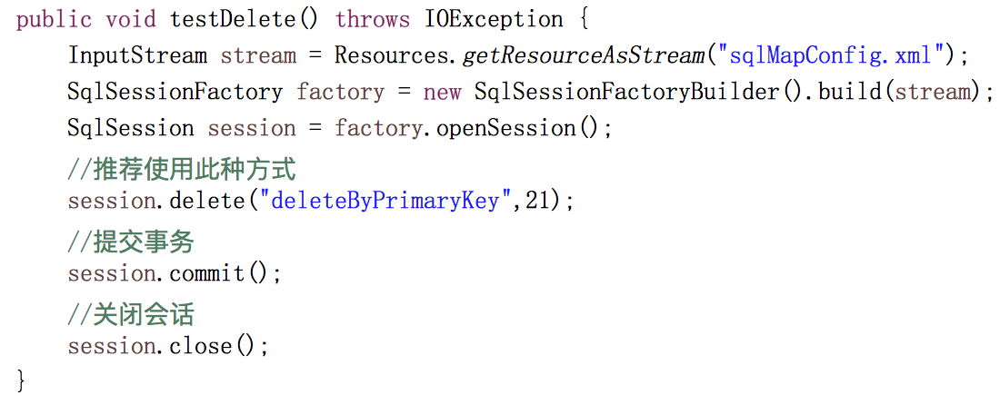 public void testDelete() throws IOException {
    InputStream stream = Resources.getResourceAsStream("sqlMapConfig.xml");
    SqlSessionFactory factory = new SqlSessionFactoryBuilder().build(stream);
    SqlSession session = factory.openSession();
    //推荐使用此种方式
    session.delete("deleteByPrimaryKey",21);
    //提交事务
    session.commit();
    //关闭会话
    session.close();
}